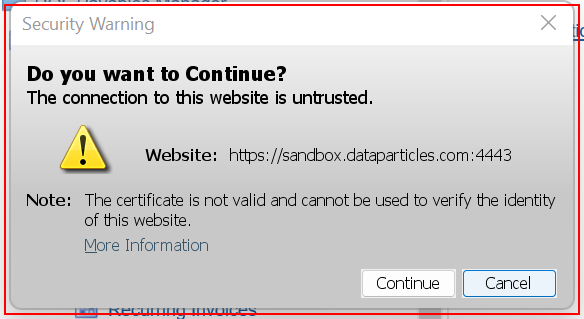 Security Warning
Do you want to Continue?
The connection to this website is untrusted.
Website: https://sandbox.dataparticles.com:4443
Note: The certificate is not valid and cannot be used to verify the identity
of this website.
More Information
Continue Cancel
Recurring Invoices